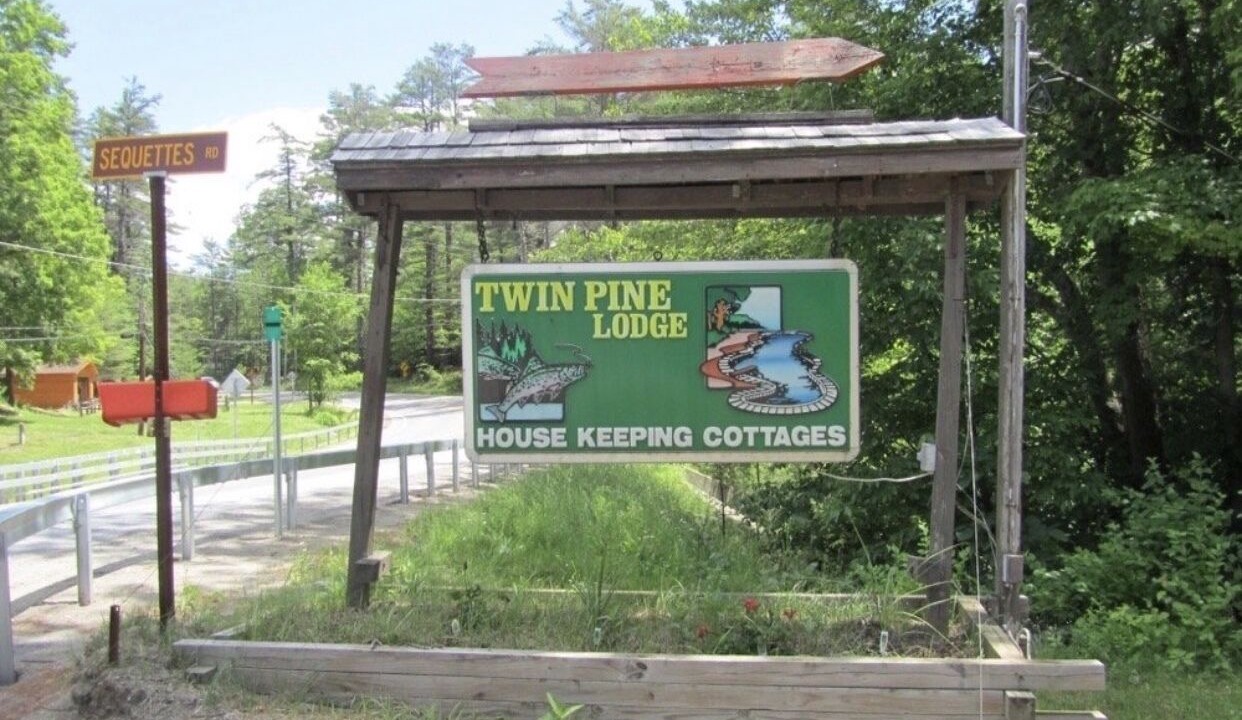 SEQUETTES RD
TWIN PINE
LODGE
HOUSE KEEPING COTTAGES